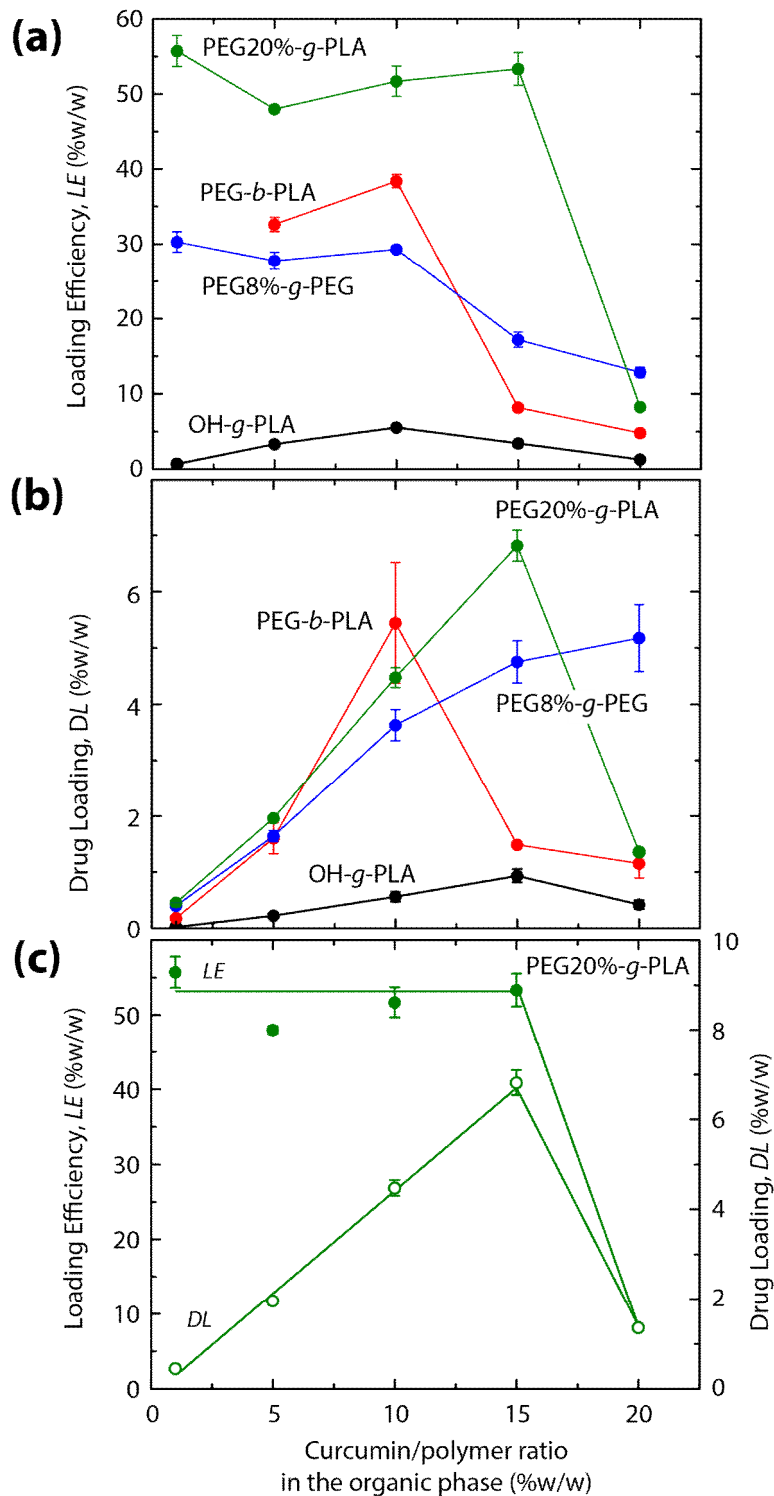 (a)
60
50
40
30
20
10
0
Loading Efficiency, LE (%w/w)
PEG20%-g-PLA
PEG-b-PLA
PEG8%-g-PEG
OH-g-PLA
(b)
6
4
2
0
Drug Loading, DL (%w/w)
PEG20%-g-PLA
PEG-b-PLA
PEG8%-g-PEG
OH-g-PLA
(c)
50
40
30
20
10
0
Loading Efficiency, LE (%w/w)
LE
PEG20%-g-PLA
DL
10
8
6
4
2
0
Drug Loading, DL (%w/w)
0 5 10 15 20
Curcumin/polymer ratio
in the organic phase (%w/w)